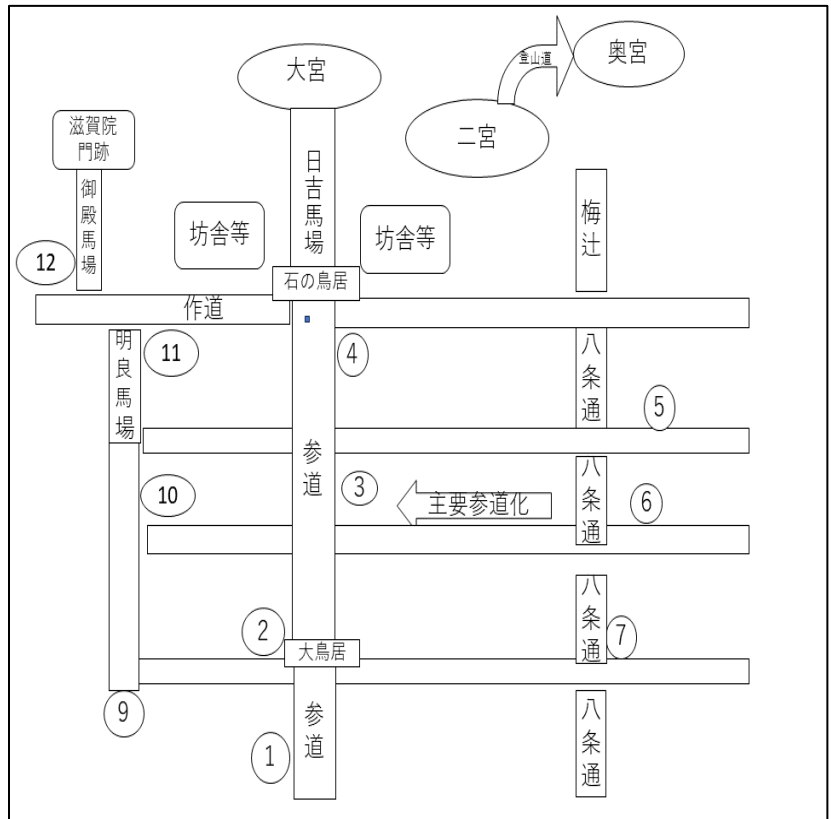 大宮
登山道
奥宮
二宮
滋賀院
門跡
御殿馬場
日吉馬場
坊舎等
坊舎等
梅辻
12
石の鳥居
作道
明良馬場
11
4
八条通
5
参道
10
3
主要参道化
八条通
6
2
大鳥居
八条通
7
9
1
参道
八条通